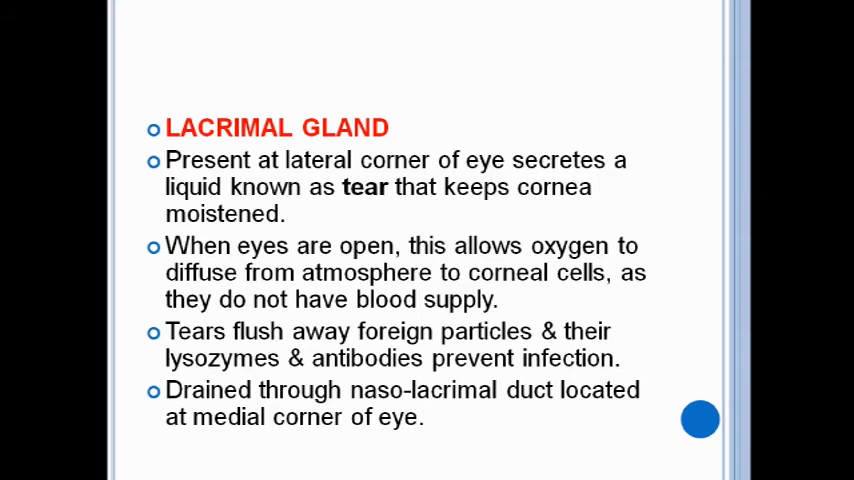 LACRIMAL GLAND
Present at lateral corner of eye secretes a
liquid known as tear that keeps cornea
moistened.
When eyes are open, this allows oxygen to
diffuse from atmosphere to corneal cells, as
they do not have blood supply.
Tears flush away foreign particles & their
lysozymes & antibodies prevent infection.
Drained through naso-lacrimal duct located
at medial corner of eye.